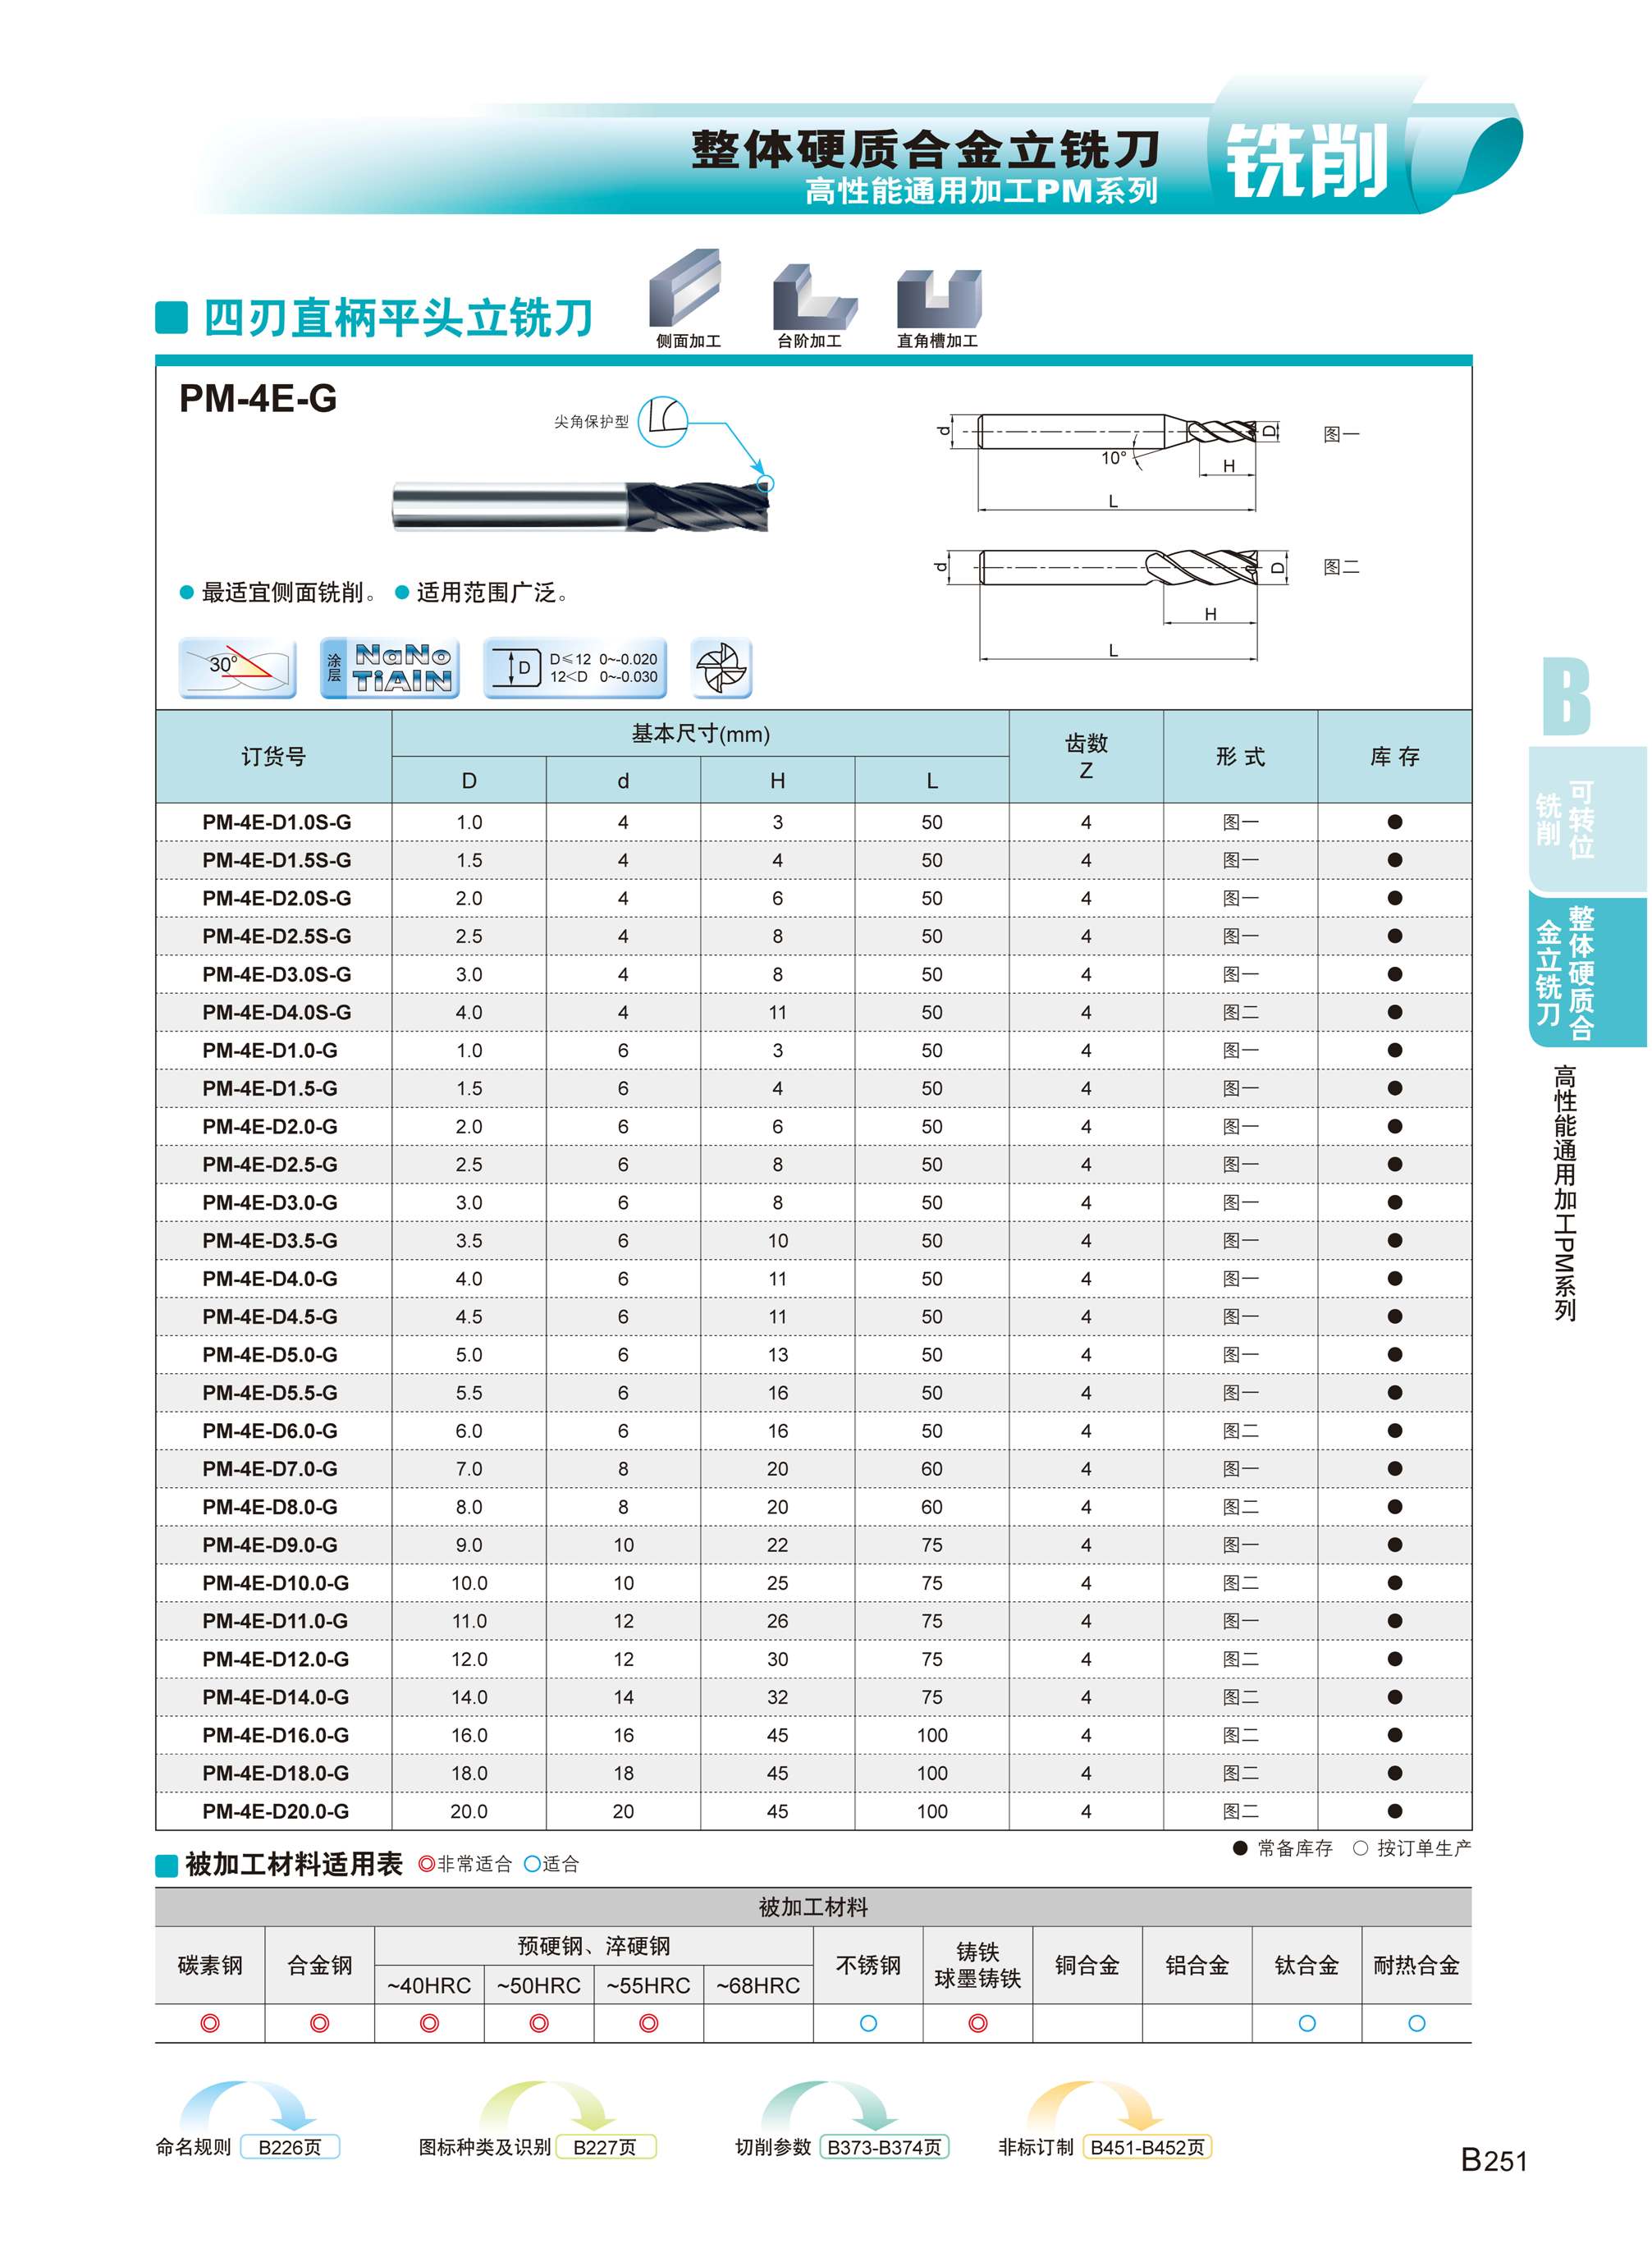 整体硬质合金立铣刀
高性能通用加工PM系列
铣削
四刃直柄平头立铣刀
侧面加工 台阶加工 直角槽加工
PM-4E-G
尖角保护型
d 10° H D L 图一
d H D L 图二
● 最适宜侧面铣削。 ● 适用范围广泛。
30°
涂层 NaNo TiAlN
D D≤12 0~-0.020
12<D 0~-0.030
订货号 基本尺寸(mm) 齿数 Z 形 式 库 存
D d H L
PM-4E-D1.0S-G 1.0 4 3 50 4 图一 ●
PM-4E-D1.5S-G 1.5 4 4 50 4 图一 ●
PM-4E-D2.0S-G 2.0 4 6 50 4 图一 ●
PM-4E-D2.5S-G 2.5 4 8 50 4 图一 ●
PM-4E-D3.0S-G 3.0 4 8 50 4 图一 ●
PM-4E-D4.0S-G 4.0 4 11 50 4 图二 ●
PM-4E-D1.0-G 1.0 6 3 50 4 图一 ●
PM-4E-D1.5-G 1.5 6 4 50 4 图一 ●
PM-4E-D2.0-G 2.0 6 6 50 4 图一 ●
PM-4E-D2.5-G 2.5 6 8 50 4 图一 ●
PM-4E-D3.0-G 3.0 6 8 50 4 图一 ●
PM-4E-D3.5-G 3.5 6 10 50 4 图一 ●
PM-4E-D4.0-G 4.0 6 11 50 4 图一 ●
PM-4E-D4.5-G 4.5 6 11 50 4 图一 ●
PM-4E-D5.0-G 5.0 6 13 50 4 图一 ●
PM-4E-D5.5-G 5.5 6 16 50 4 图一 ●
PM-4E-D6.0-G 6.0 6 16 50 4 图二 ●
PM-4E-D7.0-G 7.0 8 20 60 4 图一 ●
PM-4E-D8.0-G 8.0 8 20 60 4 图二 ●
PM-4E-D9.0-G 9.0 10 22 75 4 图一 ●
PM-4E-D10.0-G 10.0 10 25 75 4 图二 ●
PM-4E-D11.0-G 11.0 12 26 75 4 图一 ●
PM-4E-D12.0-G 12.0 12 30 75 4 图二 ●
PM-4E-D14.0-G 14.0 14 32 75 4 图二 ●
PM-4E-D16.0-G 16.0 16 45 100 4 图二 ●
PM-4E-D18.0-G 18.0 18 45 100 4 图二 ●
PM-4E-D20.0-G 20.0 20 45 100 4 图二 ●
● 常备库存 ○ 按订单生产
被加工材料适用表 ◎非常适合 ○适合
被加工材料
碳素钢 合金钢 预硬钢、淬硬钢 不锈钢 铸铁 球墨铸铁 铜合金 铝合金 钛合金 耐热合金
~40HRC ~50HRC ~55HRC ~68HRC
◎ ◎ ◎ ◎ ◎ ○ ◎ ○ ○
命名规则 B226页 图标种类及识别 B227页 切削参数 B373-B374页 非标订制 B451-B452页
B251
B
可转位
铣削
整体硬质合
金立铣刀
高性能通用加工PM系列